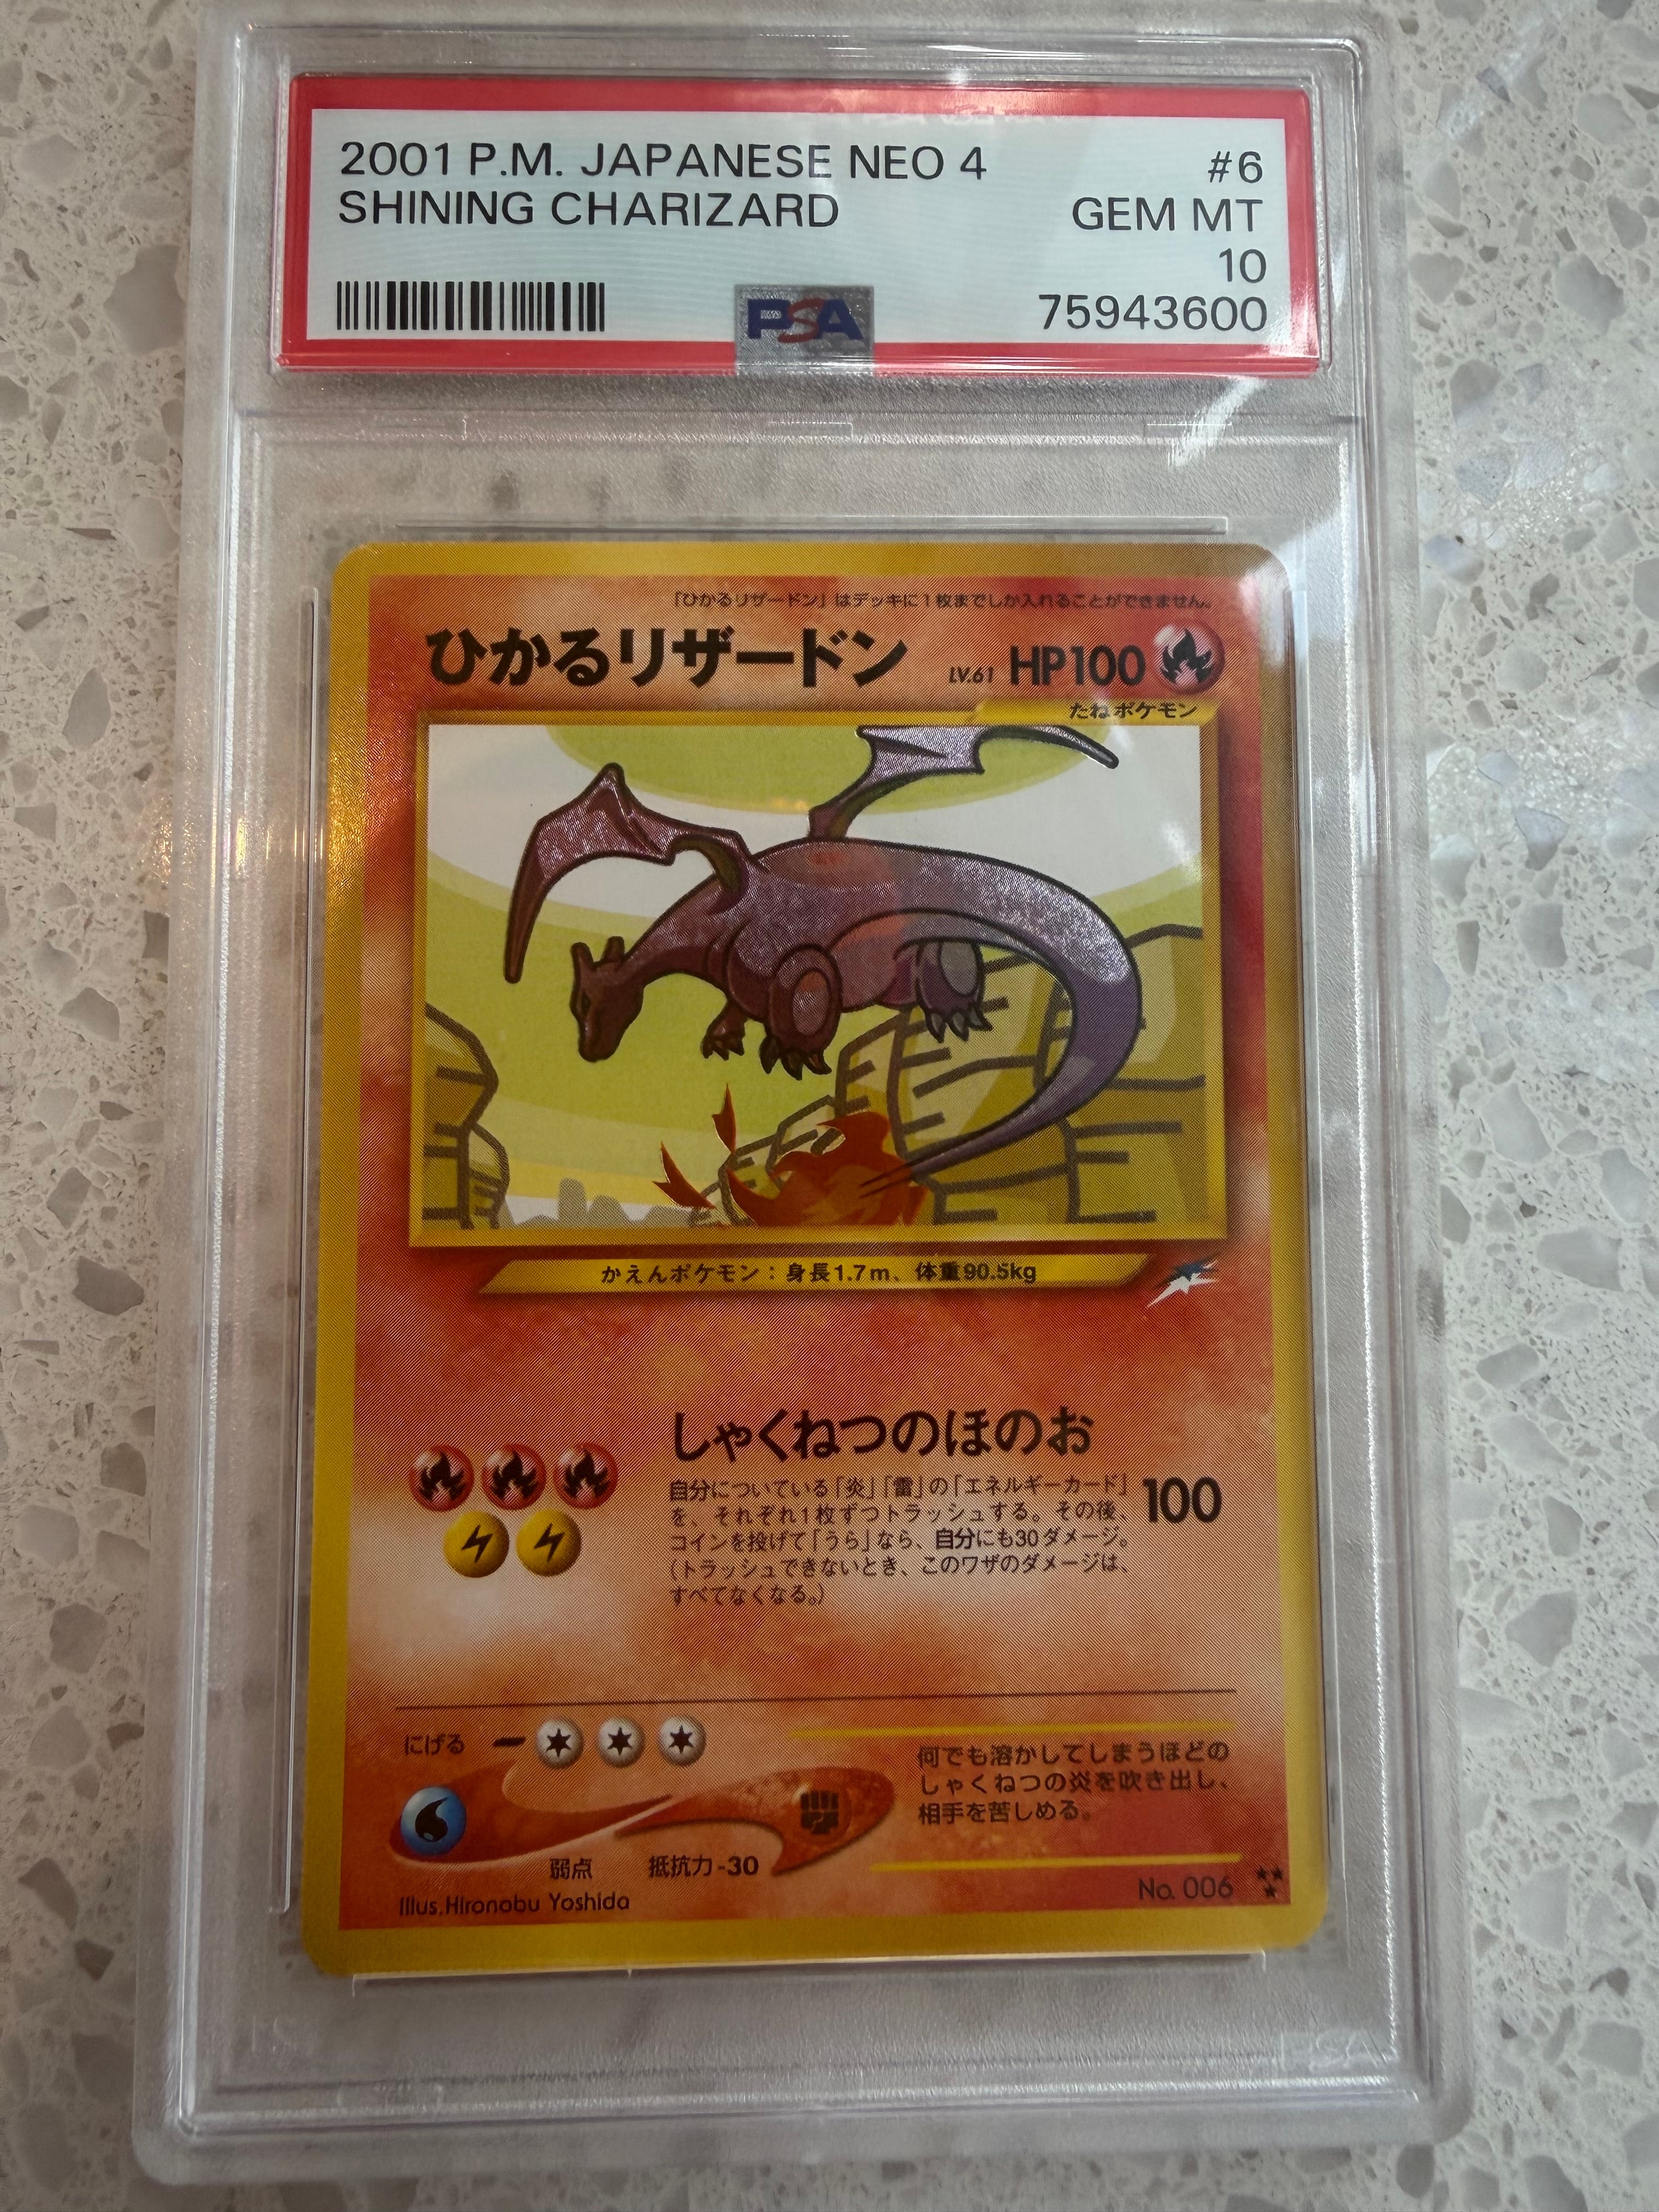 2001 P.M. JAPANESE NEO 4 #6
SHINING CHARIZARD GEM MT
10
PSA 75943600
「ひかるリザードン」はデッキに1枚までしか入れることができません。
ひかるリザードン LV.61 HP100
たねポケモン
かえんポケモン：身長1.7m、体重90.5kg
しゃくねつのほのお
自分についている「炎」「雷」の「エネルギーカード」
を、それぞれ1枚ずつトラッシュする。その後、
コインを投げて「うら」なら、自分にも30ダメージ。
（トラッシュできないとき、このワザのダメージは、
すべてなくなる。）
100
にげる
何でも溶かしてしまうほどの
しゃくねつの炎を吹き出し、
相手を苦しめる。
弱点 抵抗力-30
Illus.Hironobu Yoshida No. 006
PSA